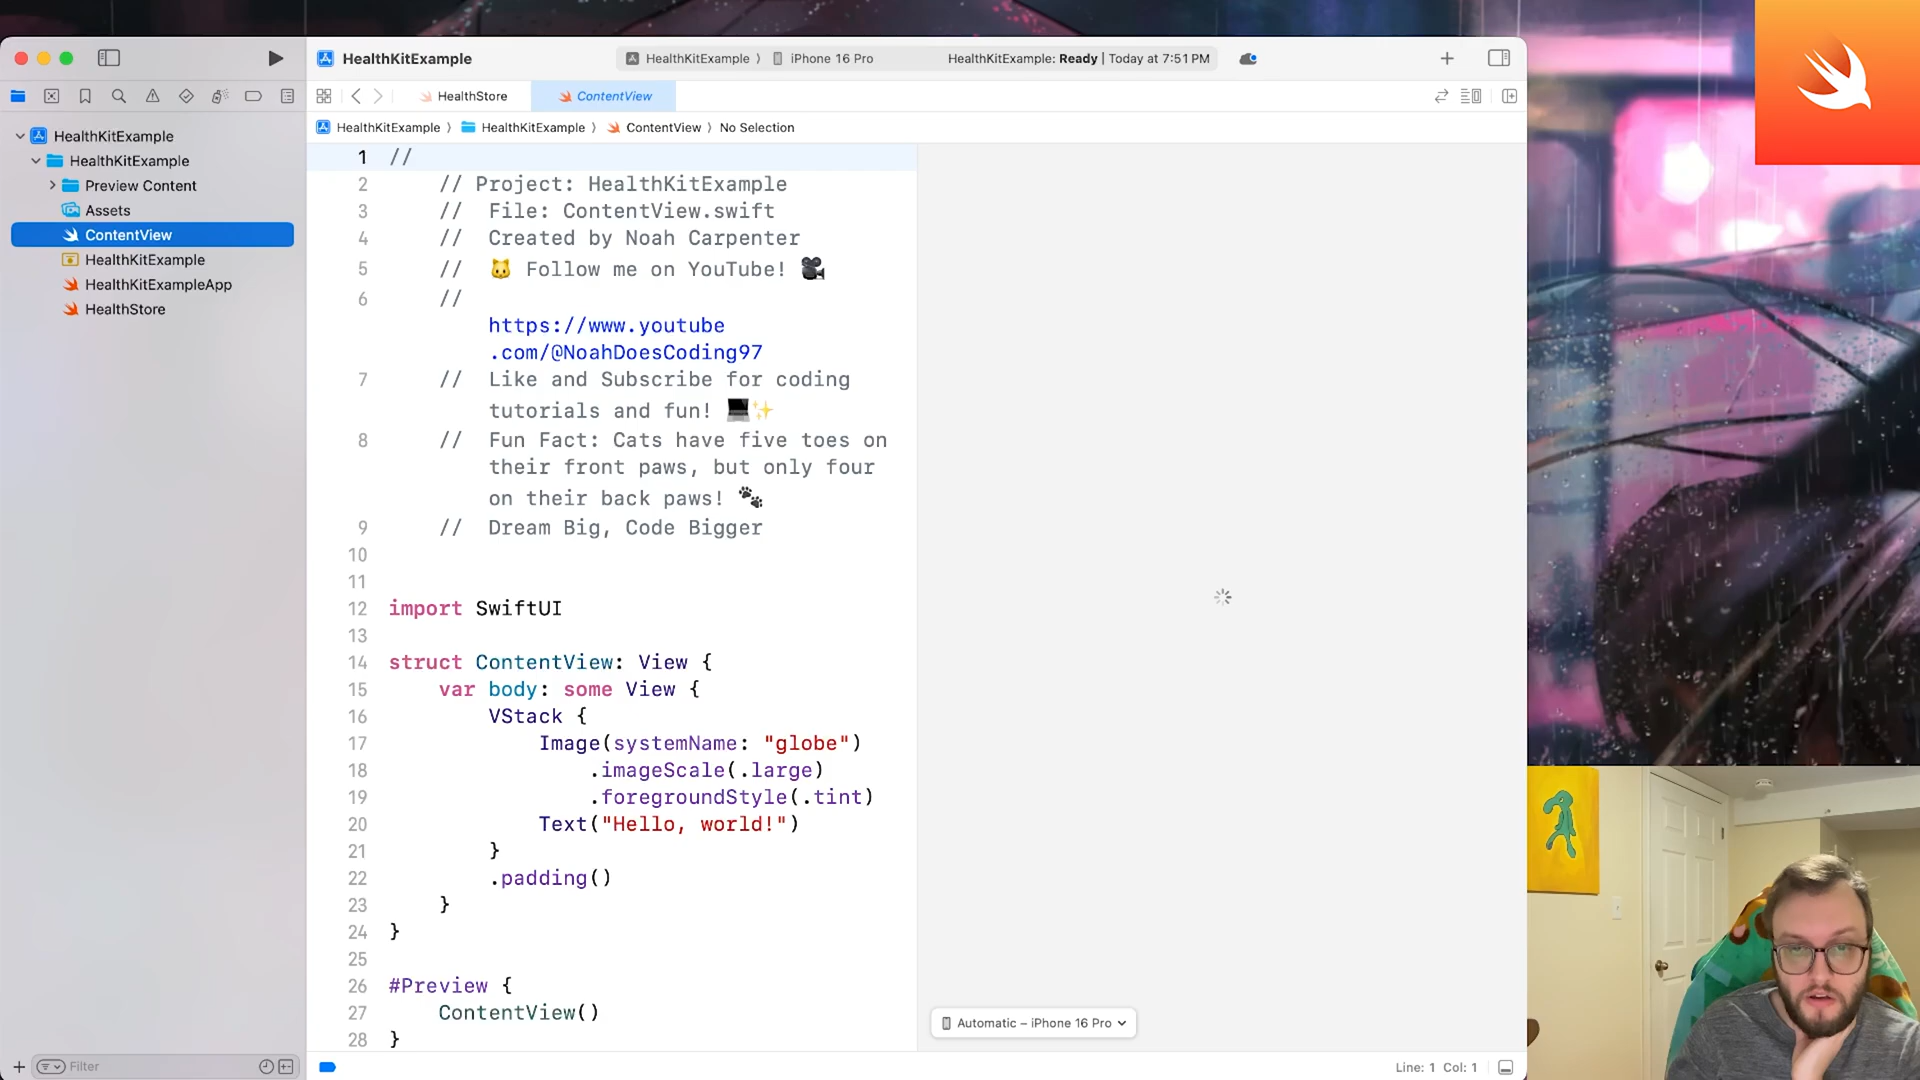 HealthKitExample
HealthKitExample 〉 iPhone 16 Pro
HealthKitExample: Ready | Today at 7:51 PM
HealthStore
ContentView
HealthKitExample 〉 HealthKitExample 〉 ContentView 〉 No Selection
HealthKitExample
HealthKitExample
Preview Content
Assets
ContentView
HealthKitExample
HealthKitExampleApp
HealthStore
1 //
2 // Project: HealthKitExample
3 // File: ContentView.swift
4 // Created by Noah Carpenter
5 // 🐱 Follow me on YouTube! 🎥
6 //
https://www.youtube
.com/@NoahDoesCoding97
7 // Like and Subscribe for coding
tutorials and fun! 💻✨
8 // Fun Fact: Cats have five toes on
their front paws, but only four
on their back paws! 🐾
9 // Dream Big, Code Bigger
10
11
12 import SwiftUI
13
14 struct ContentView: View {
15 var body: some View {
16 VStack {
17 Image(systemName: "globe")
18 .imageScale(.large)
19 .foregroundStyle(.tint)
20 Text("Hello, world!")
21 }
22 .padding()
23 }
24 }
25
26 #Preview {
27 ContentView()
28 }
Automatic – iPhone 16 Pro
Filter
Line: 1 Col: 1